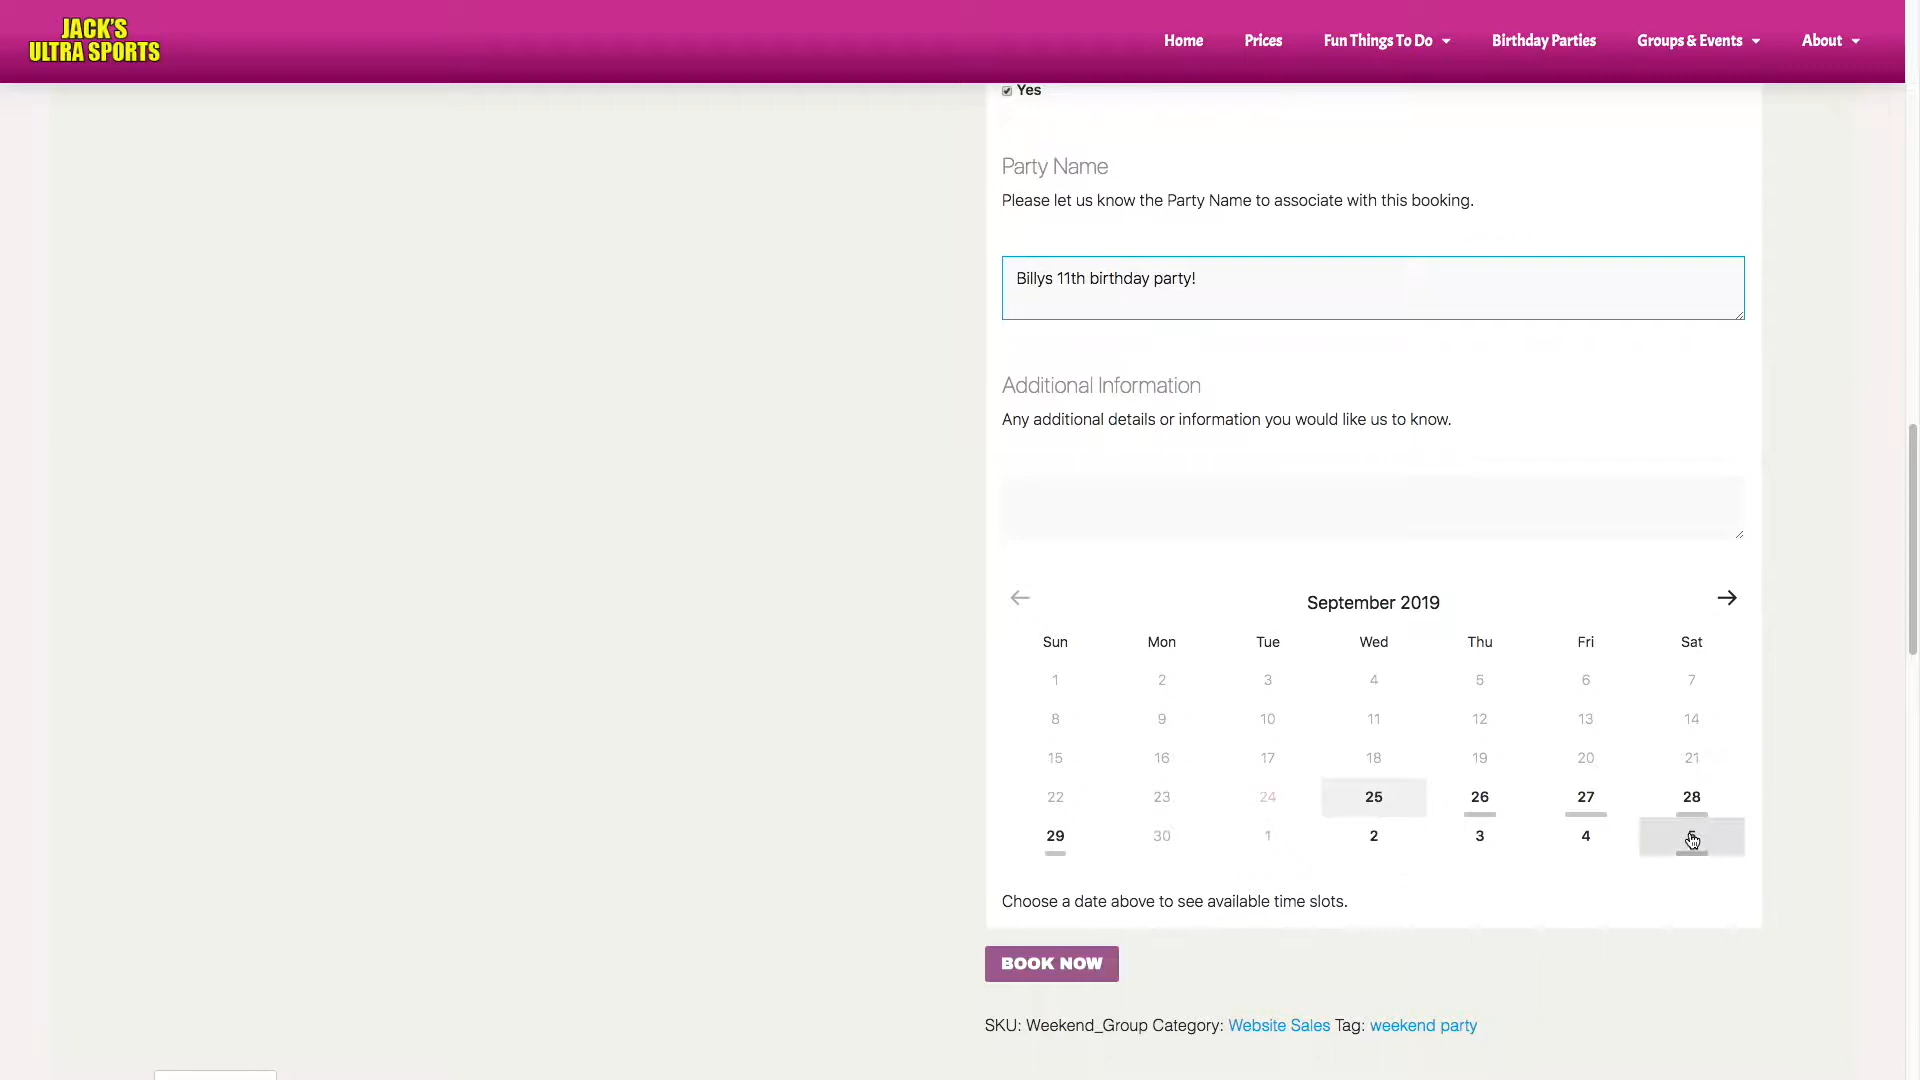 JACK'S
ULTRA SPORTS
Home Prices Fun Things To Do Birthday Parties Groups & Events About
Yes
Party Name
Please let us know the Party Name to associate with this booking.
Billys 11th birthday party!
Additional Information
Any additional details or information you would like us to know.
September 2019
Sun Mon Tue Wed Thu Fri Sat
1 2 3 4 5 6 7
8 9 10 11 12 13 14
15 16 17 18 19 20 21
22 23 24 25 26 27 28
29 30 1 2 3 4 5
Choose a date above to see available time slots.
BOOK NOW
SKU: Weekend_Group Category: Website Sales Tag: weekend party